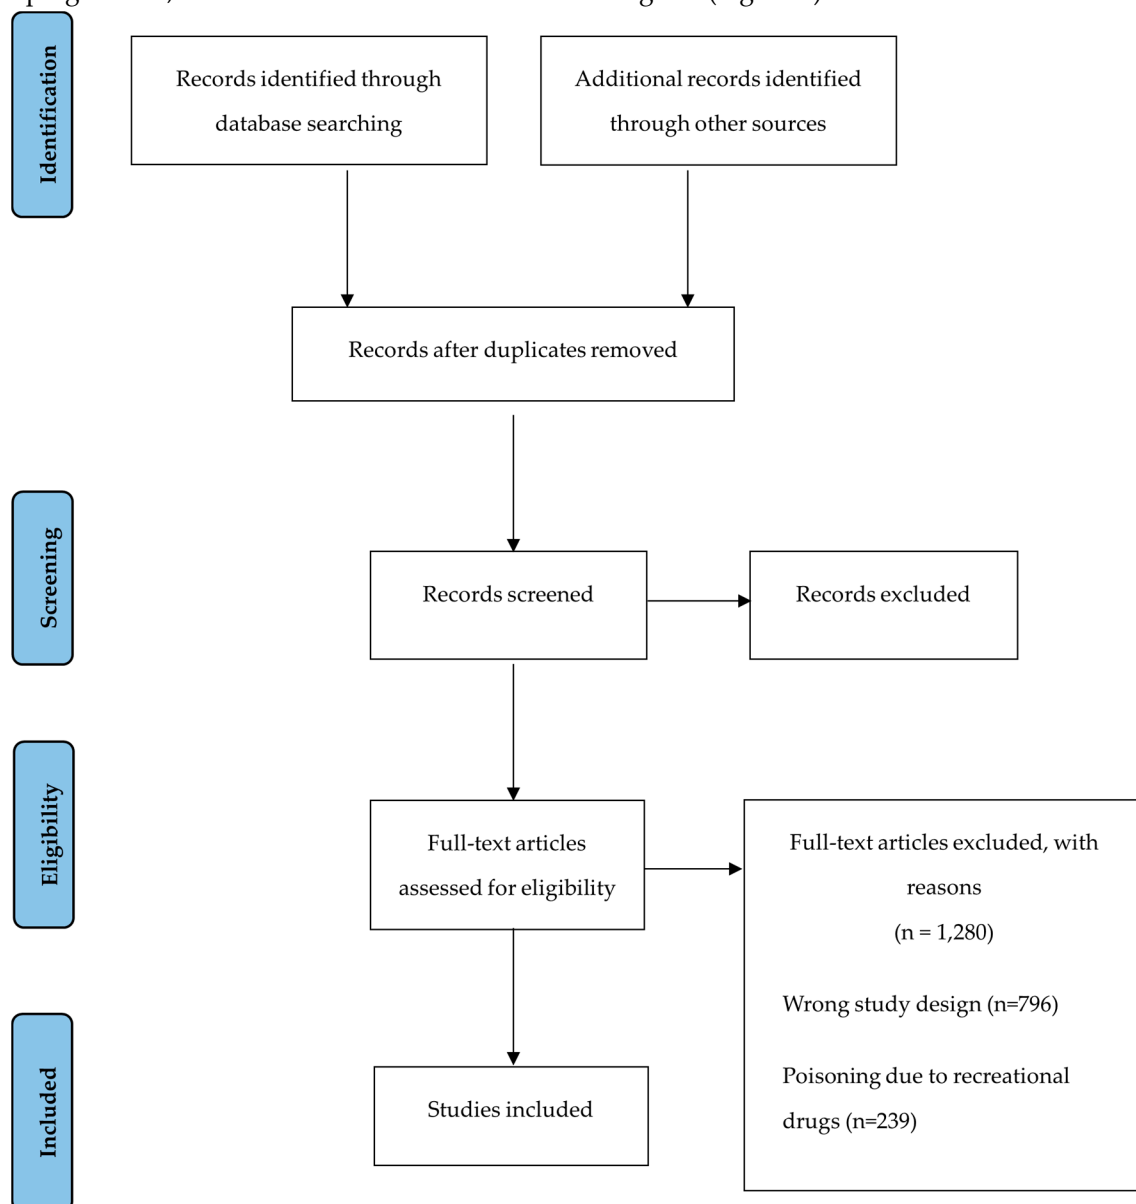 Identification
Records identified through
database searching
Additional records identified
through other sources
Records after duplicates removed
Screening
Records screened
Records excluded
Eligibility
Full-text articles
assessed for eligibility
Full-text articles excluded, with
reasons
(n = 1,280)
Wrong study design (n=796)
Poisoning due to recreational
drugs (n=239)
Included
Studies included